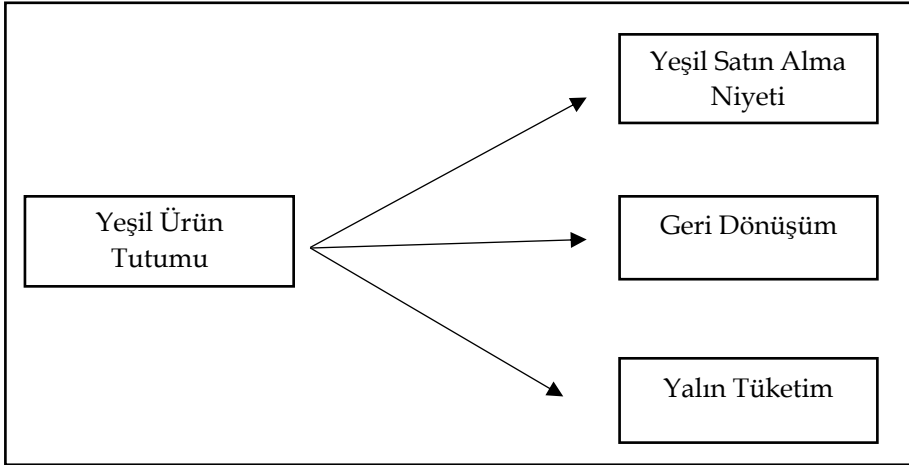 Yeşil Satın Alma
Niyeti
Yeşil Ürün
Tutumu
Geri Dönüşüm
Yalın Tüketim